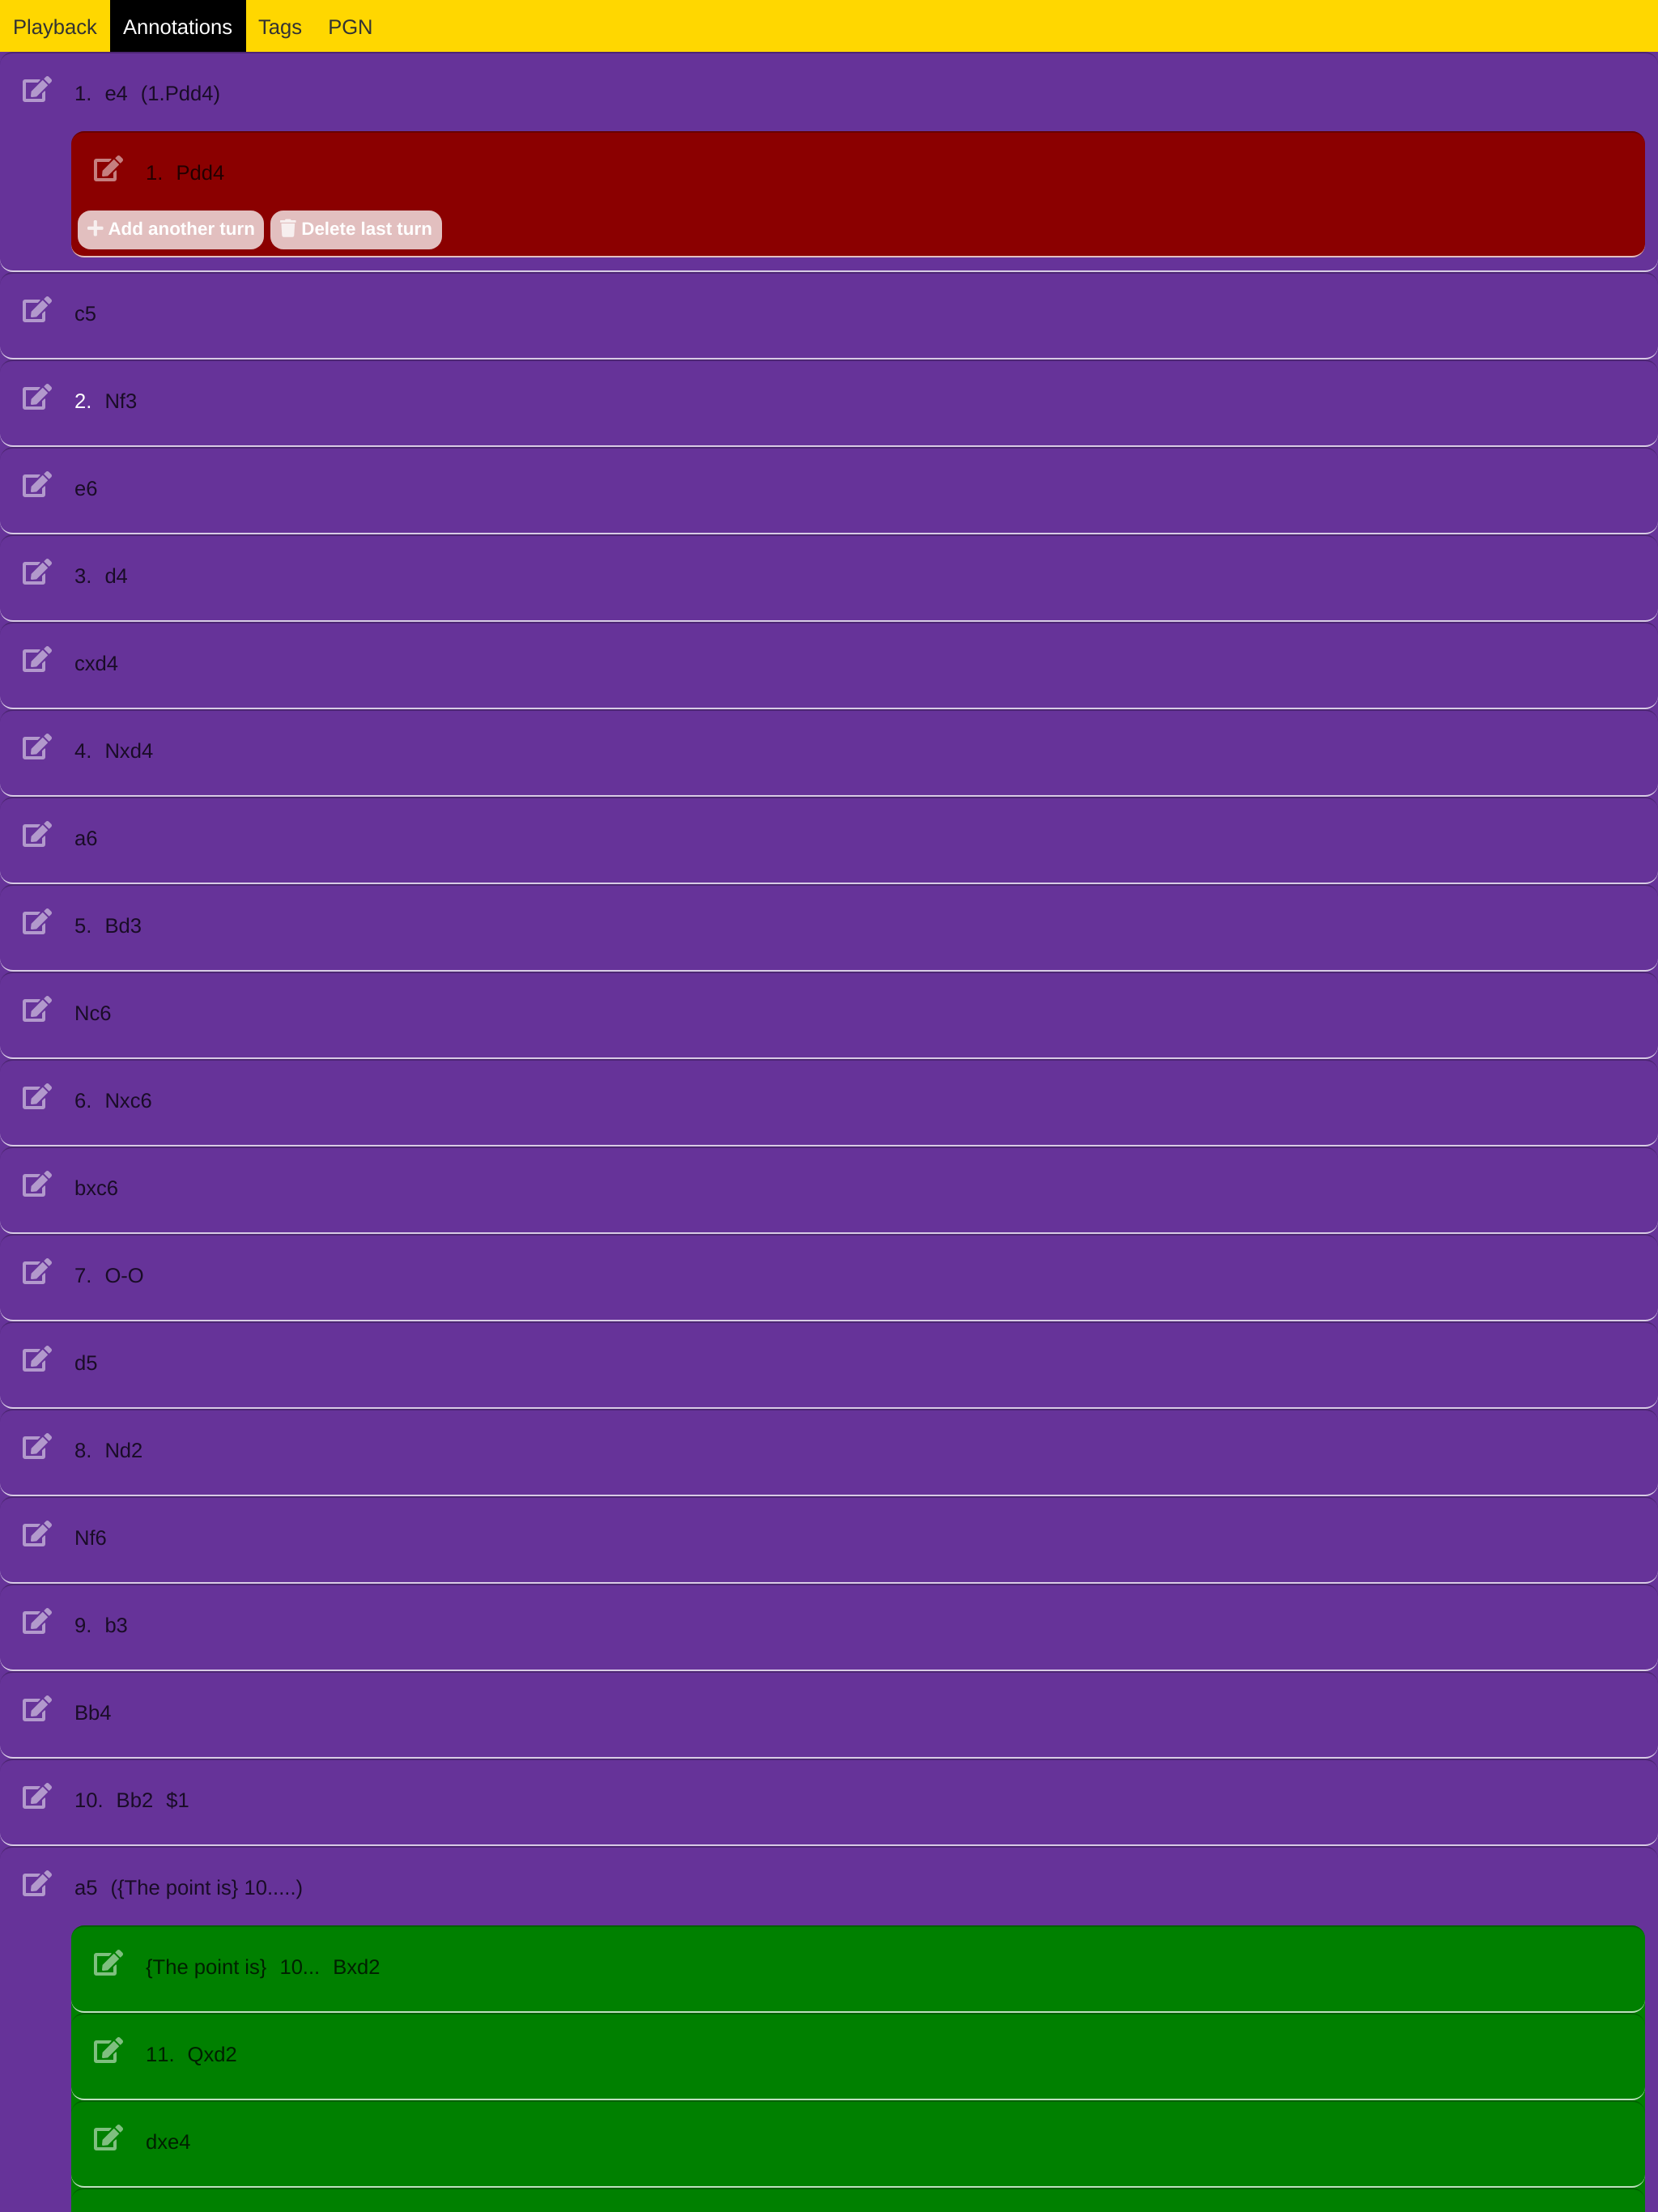 Playback Annotations Tags PGN
1. e4 (1.Pdd4)
1. Pdd4
Add another turn Delete last turn
c5
2. Nf3
e6
3. d4
cxd4
4. Nxd4
a6
5. Bd3
Nc6
6. Nxc6
bxc6
7. O-O
d5
8. Nd2
Nf6
9. b3
Bb4
10. Bb2 $1
a5 ({The point is} 10.....)
{The point is} 10... Bxd2
11. Qxd2
dxe4